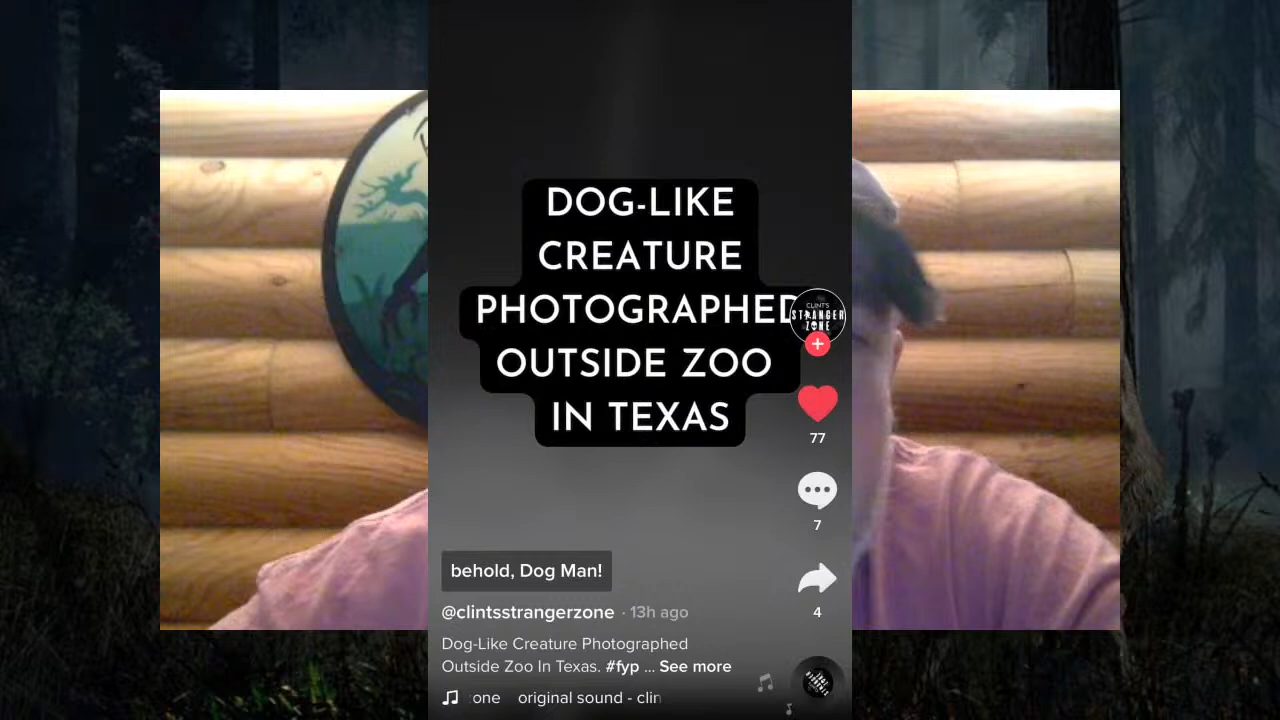 DOG-LIKE
CREATURE
PHOTOGRAPHED
OUTSIDE ZOO
IN TEXAS
CLINTS
STRANGER
ZONE
77
7
behold, Dog Man!
@clintsstrangerzone · 13h ago
4
Dog-Like Creature Photographed
Outside Zoo In Texas. #fyp ... See more
one original sound - clin